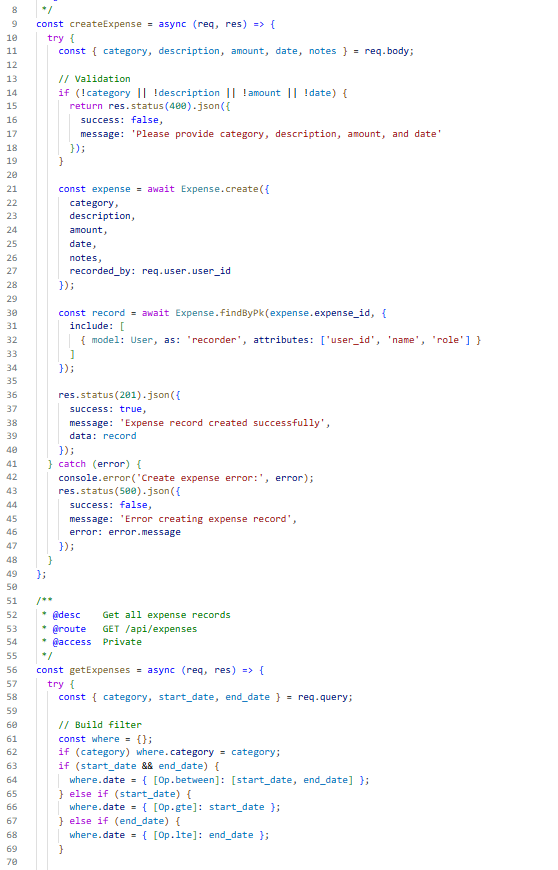 8 */
9 const createExpense = async (req, res) => {
10 try {
11 const { category, description, amount, date, notes } = req.body;
12
13 // Validation
14 if (!category || !description || !amount || !date) {
15 return res.status(400).json({
16 success: false,
17 message: 'Please provide category, description, amount, and date'
18 });
19 }
20
21 const expense = await Expense.create({
22 category,
23 description,
24 amount,
25 date,
26 notes,
27 recorded_by: req.user.user_id
28 });
29
30 const record = await Expense.findByPk(expense.expense_id, {
31 include: [
32 { model: User, as: 'recorder', attributes: ['user_id', 'name', 'role'] }
33 ]
34 });
35
36 res.status(201).json({
37 success: true,
38 message: 'Expense record created successfully',
39 data: record
40 });
41 } catch (error) {
42 console.error('Create expense error:', error);
43 res.status(500).json({
44 success: false,
45 message: 'Error creating expense record',
46 error: error.message
47 });
48 }
49 };
50
51 /**
52 * @desc Get all expense records
53 * @route GET /api/expenses
54 * @access Private
55 */
56 const getExpenses = async (req, res) => {
57 try {
58 const { category, start_date, end_date } = req.query;
59
60 // Build filter
61 const where = {};
62 if (category) where.category = category;
63 if (start_date && end_date) {
64 where.date = { [Op.between]: [start_date, end_date] };
65 } else if (start_date) {
66 where.date = { [Op.gte]: start_date };
67 } else if (end_date) {
68 where.date = { [Op.lte]: end_date };
69 }
70